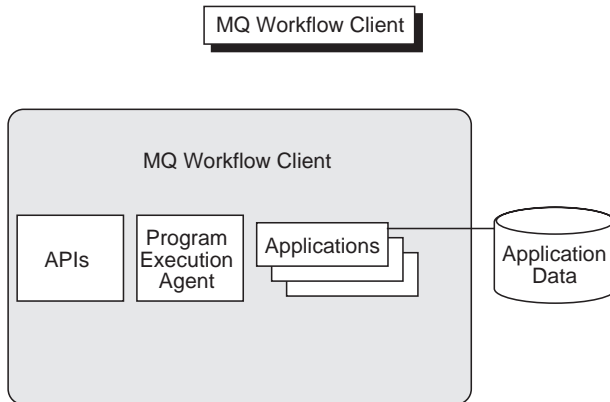 MQ Workflow Client
MQ Workflow Client
APIs
Program
Execution
Agent
Applications
Application
Data